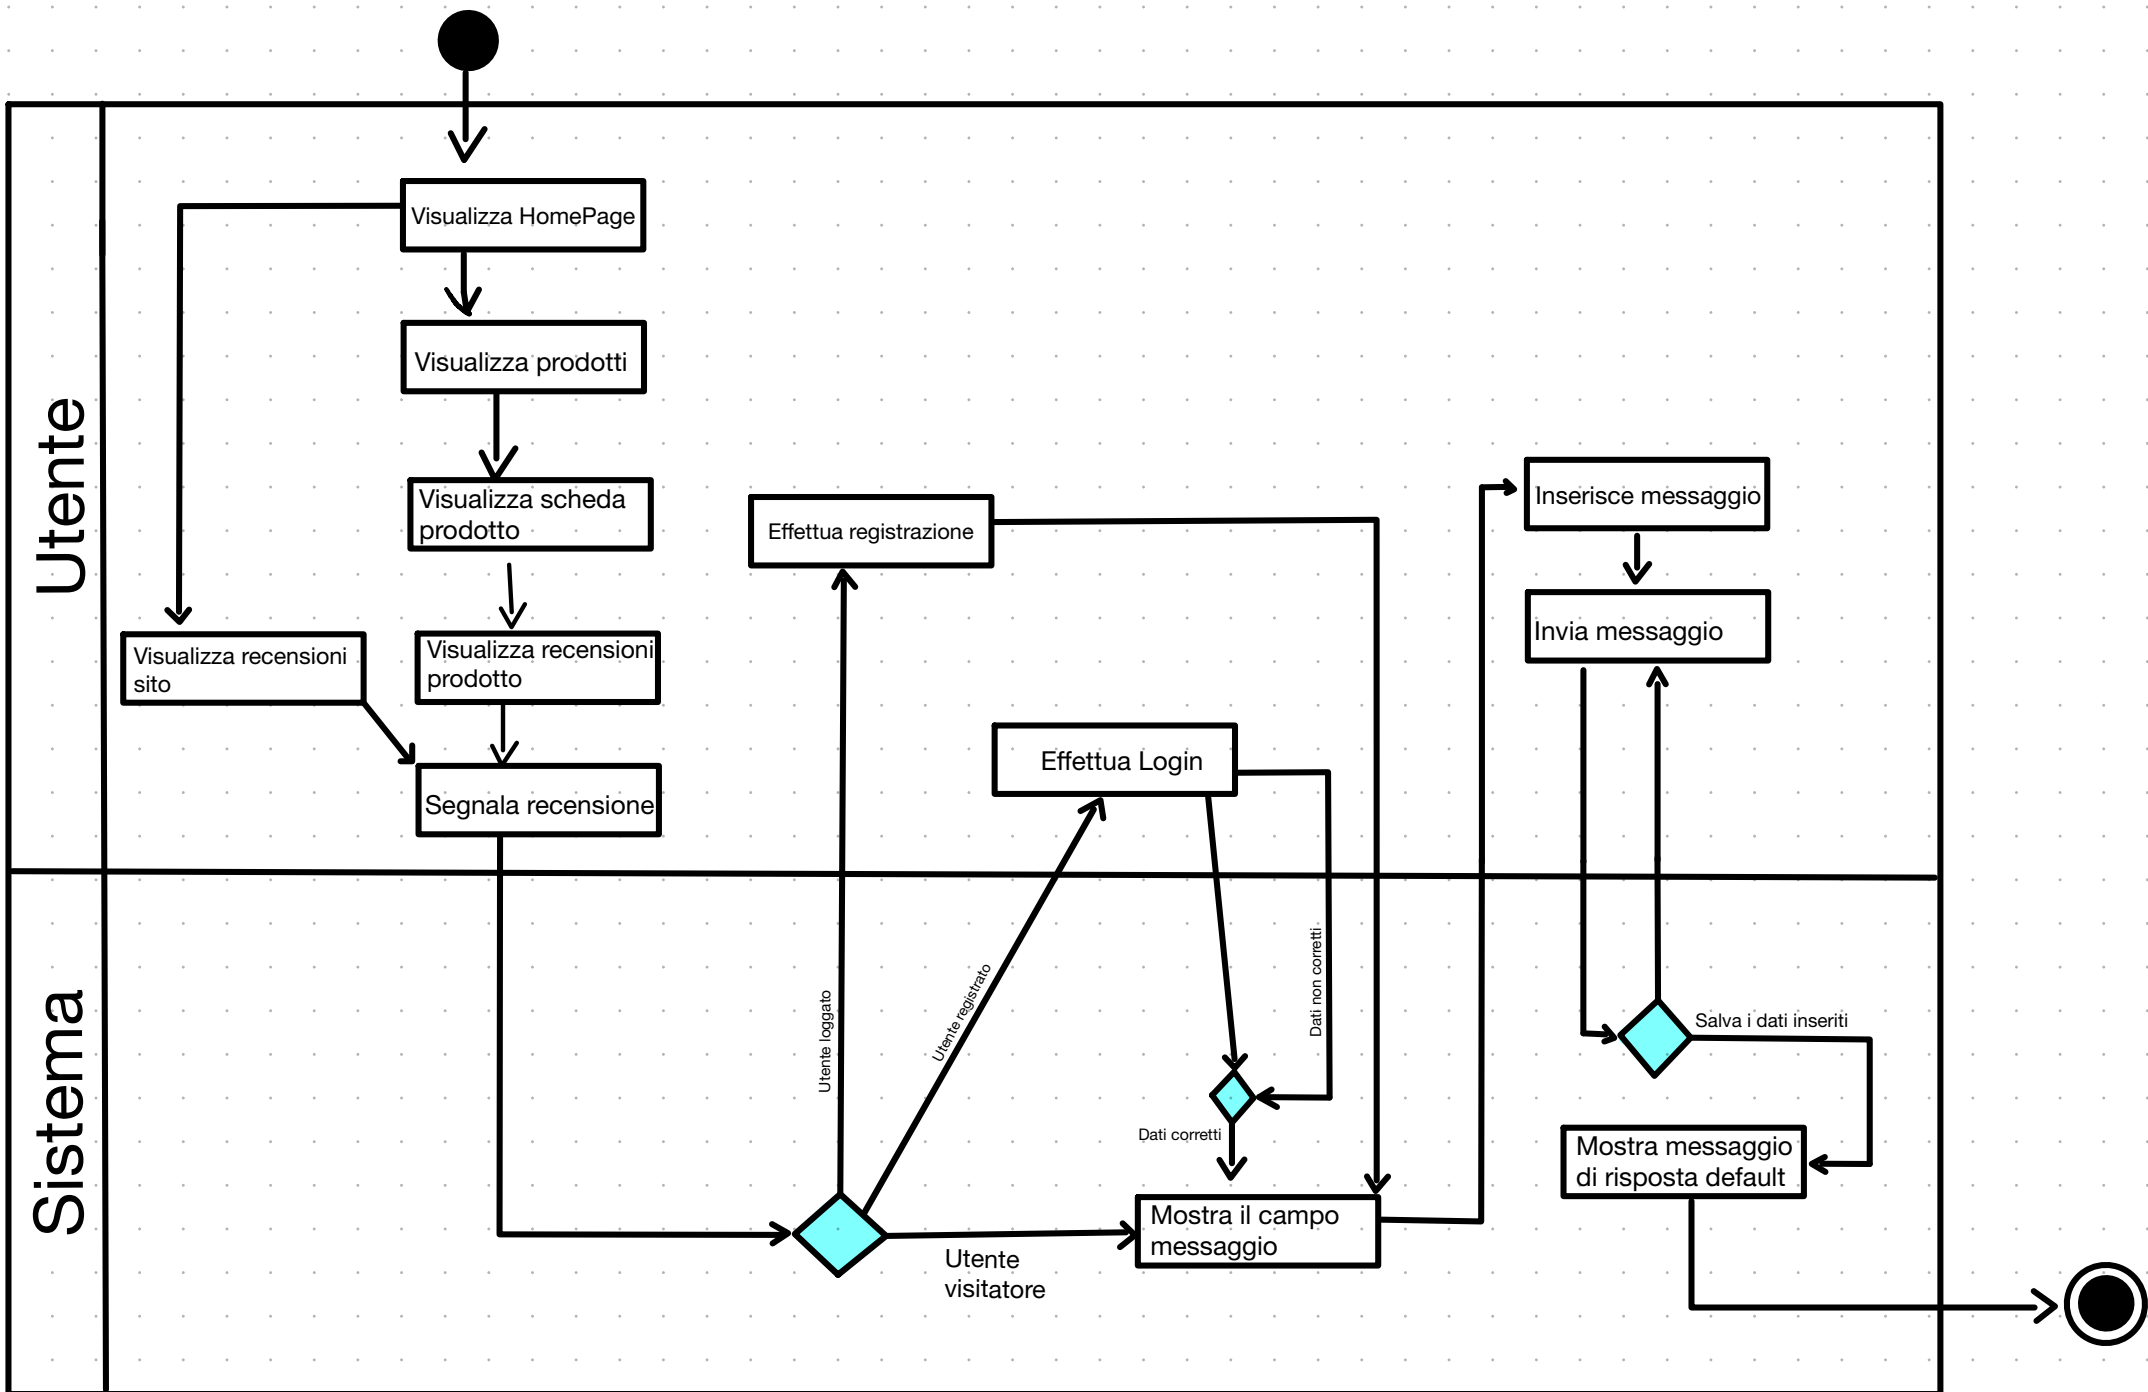 Utente
Visualizza HomePage
Visualizza prodotti
Visualizza scheda
prodotto
Visualizza recensioni
sito
Visualizza recensioni
prodotto
Segnala recensione
Effettua registrazione
Effettua Login
Inserisce messaggio
Invia messaggio
Sistema
Utente loggato
Utente registrato
Dati non corretti
Dati corretti
Utente
visitatore
Mostra il campo
messaggio
Salva i dati inseriti
Mostra messaggio
di risposta default